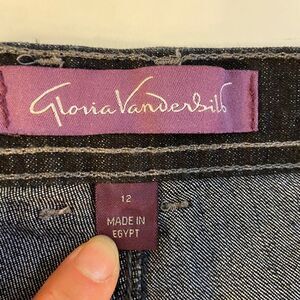 Gloria Vanderbilt
12
MADE IN
EGYPT